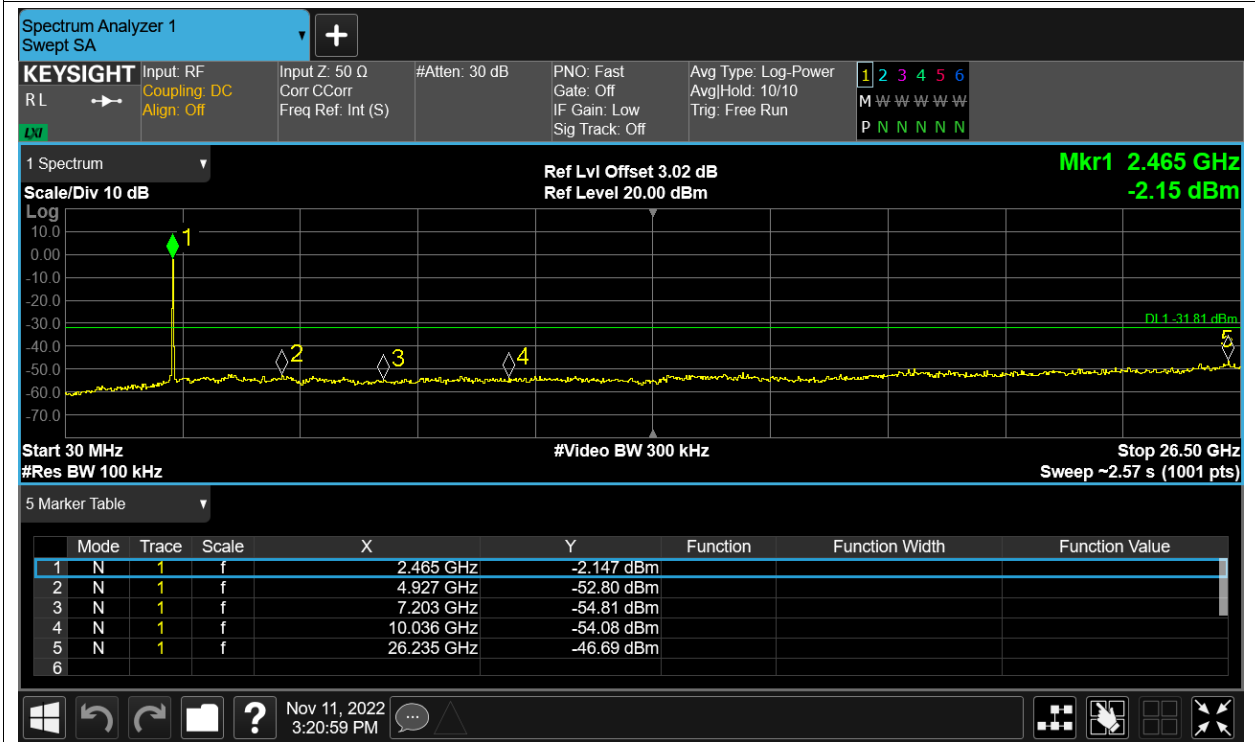 Spectrum Analyzer 1
Swept SA
+
KEYSIGHT
R L
LXI
Input: RF
Coupling: DC
Align: Off
Input Z: 50 Ω
Corr CCorr
Freq Ref: Int (S)
#Atten: 30 dB
PNO: Fast
Gate: Off
IF Gain: Low
Sig Track: Off
Avg Type: Log-Power
Avg|Hold: 10/10
Trig: Free Run
1 2 3 4 5 6
M W W W W W
P N N N N N
1 Spectrum
Scale/Div 10 dB
Ref Lvl Offset 3.02 dB
Ref Level 20.00 dBm
Mkr1 2.465 GHz
-2.15 dBm
Log
10.0
0.00
-10.0
-20.0
-30.0
-40.0
-50.0
-60.0
-70.0
1
2
3
4
5
DL1 -31.81 dBm
Start 30 MHz
#Video BW 300 kHz
Stop 26.50 GHz
#Res BW 100 kHz
Sweep ~2.57 s (1001 pts)
5 Marker Table
Mode Trace Scale X Y Function Function Width Function Value
1 N 1 f 2.465 GHz -2.147 dBm
2 N 1 f 4.927 GHz -52.80 dBm
3 N 1 f 7.203 GHz -54.81 dBm
4 N 1 f 10.036 GHz -54.08 dBm
5 N 1 f 26.235 GHz -46.69 dBm
6
?
Nov 11, 2022
3:20:59 PM